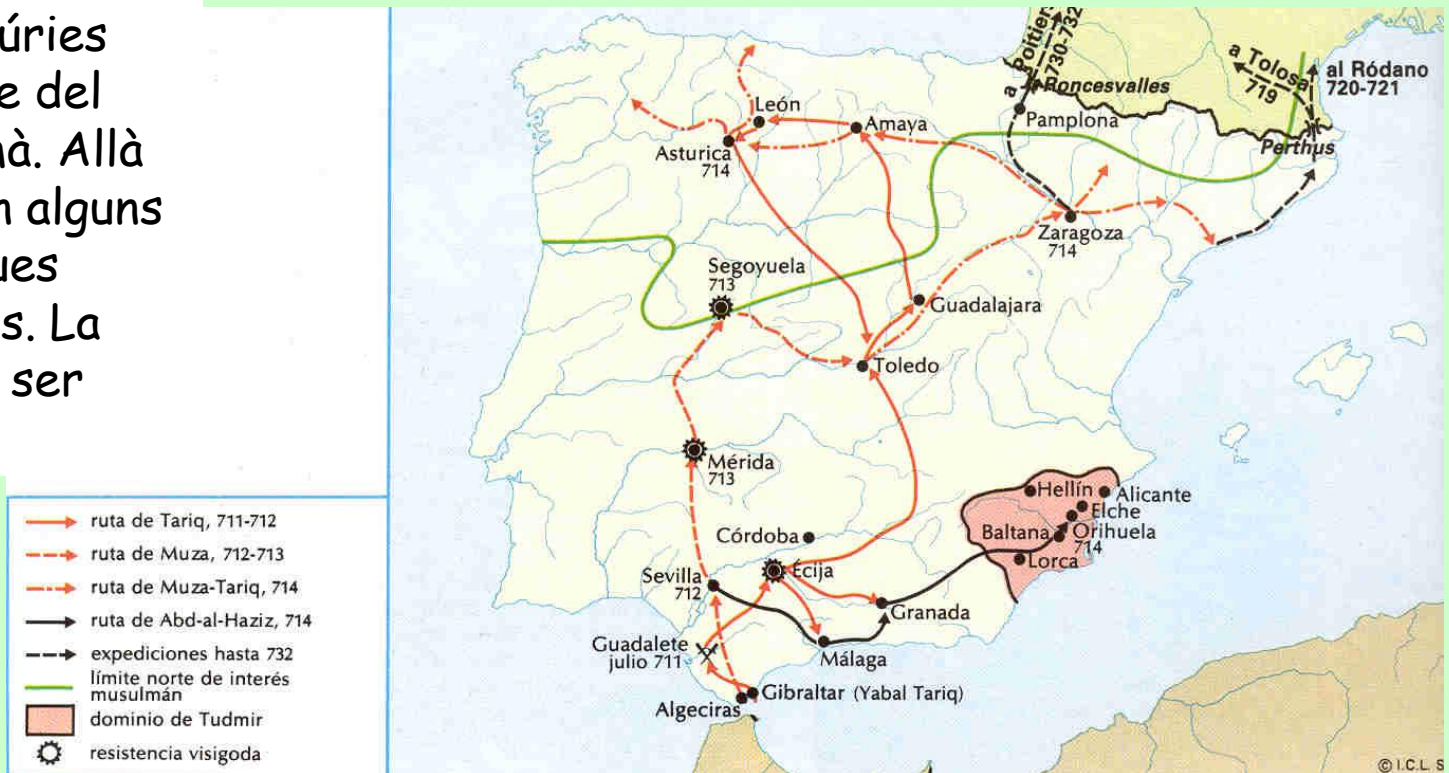 úries
e del
à. Allà
n alguns
ues
s. La
ser
a Poitiers
730-732
Roncesvalles
Pamplona
a Tolosa
719
al Ródano
720-721
Perthus
León
Amaya
Asturica
714
Zaragoza
714
Segoyuela
713
Guadalajara
Toledo
Mérida
713
Hellín
Alicante
Elche
Baltana
Orihuela
714
Lorca
Córdoba
Écija
Sevilla
712
Granada
Guadalete
julio 711
Málaga
Gibraltar (Yabal Tariq)
Algeciras
ruta de Tariq, 711-712
ruta de Muza, 712-713
ruta de Muza-Tariq, 714
ruta de Abd-al-Haziz, 714
expediciones hasta 732
límite norte de interés
musulmán
dominio de Tudmir
resistencia visigoda
© I.C.L. S